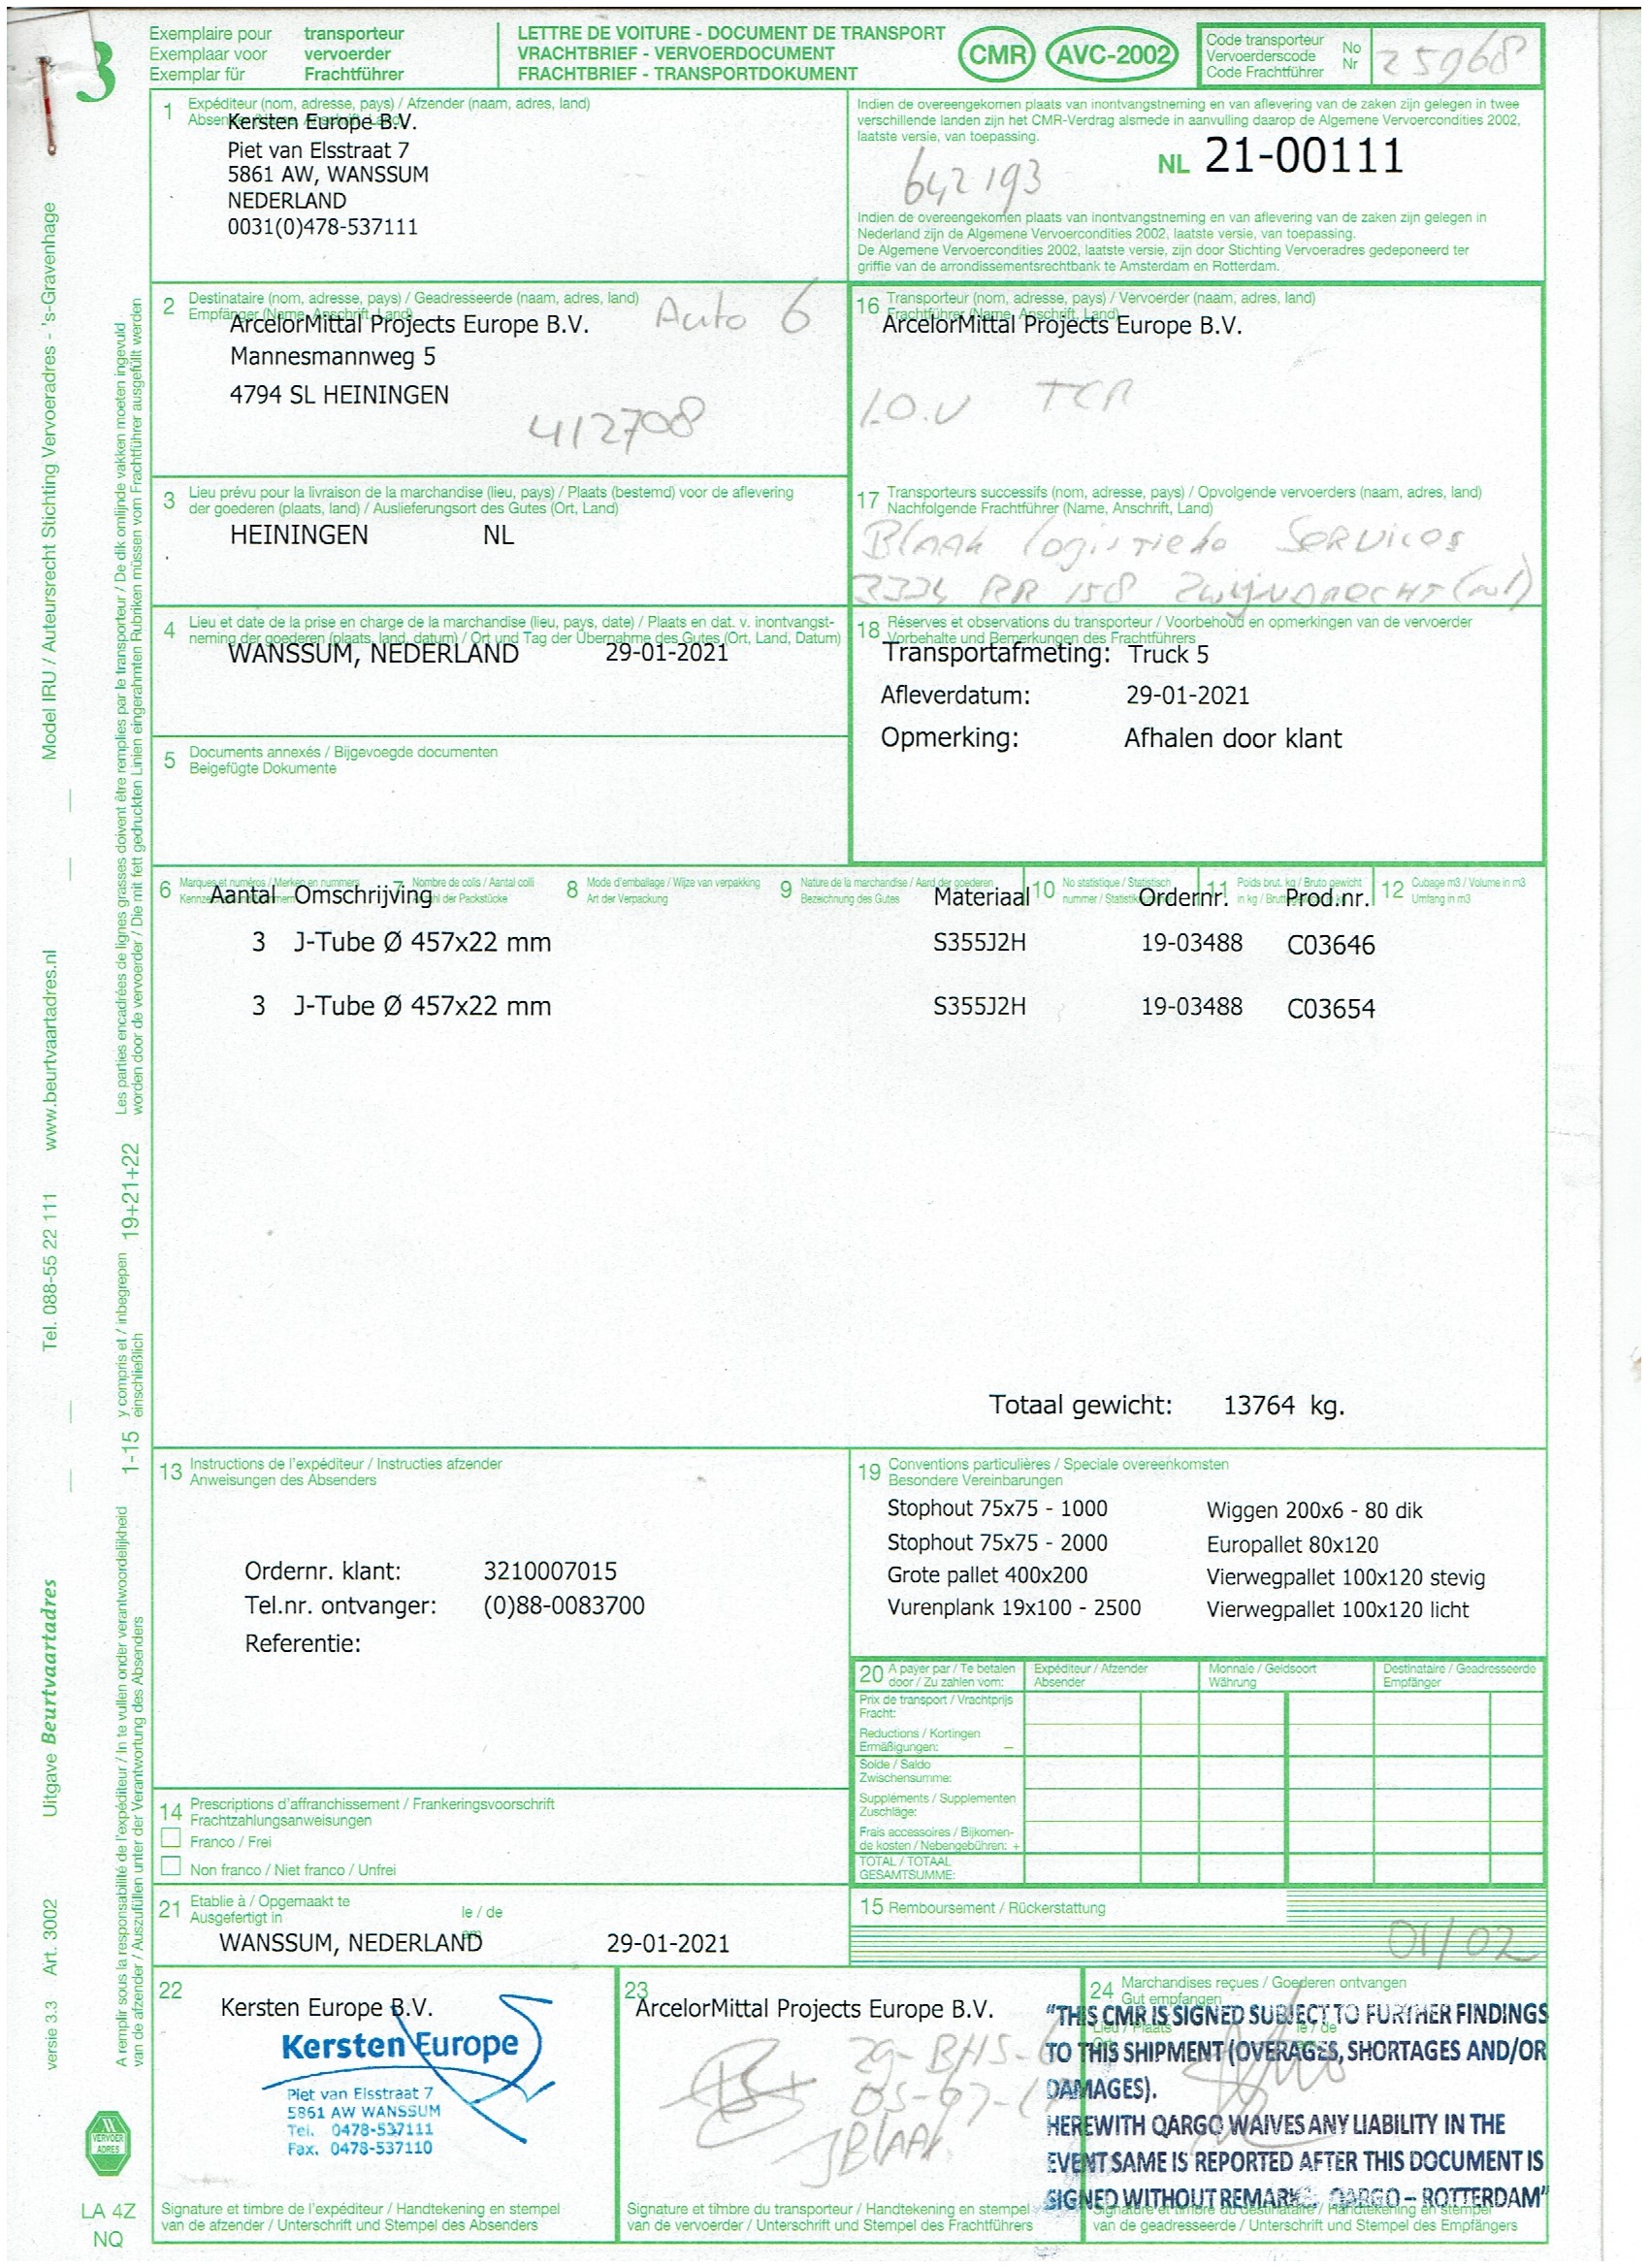 3
Exemplaire pour transporteur
Exemplaar voor vervoerder
Exemplar für Frachtführer
LETTRE DE VOITURE - DOCUMENT DE TRANSPORT
VRACHTBRIEF - VERVOERDOCUMENT
FRACHTBRIEF - TRANSPORTDOKUMENT
CMR AVC-2002
Code transporteur
Vervoerderscode
Code Frachtführer
No
Nr
25968
1 Expéditeur (nom, adresse, pays) / Afzender (naam, adres, land)
Kersten Europe B.V.
Piet van Elsstraat 7
5861 AW, WANSSUM
NEDERLAND
0031(0)478-537111
Indien de overeengekomen plaats van inontvangstneming en van aflevering van de zaken zijn gelegen in twee
verschillende landen zijn het CMR-Verdrag alsmede in aanvulling daarop de Algemene Vervoercondities 2002,
laatste versie, van toepassing.
NL 21-00111
642193
Indien de overeengekomen plaats van inontvangstneming en van aflevering van de zaken zijn gelegen in
Nederland zijn de Algemene Vervoercondities 2002, laatste versie, van toepassing.
De Algemene Vervoercondities 2002, laatste versie, zijn door Stichting Vervoeradres gedeponeerd ter
griffie van de arrondissementsrechtbank te Amsterdam en Rotterdam.
2 Destinataire (nom, adresse, pays) / Geadresseerde (naam, adres, land)
Empfänger (Name, Anschrift, Land)
Auto 6
ArcelorMittal Projects Europe B.V.
Mannesmannweg 5
4794 SL HEININGEN
412708
16 Transporteur (nom, adresse, pays) / Vervoerder (naam, adres, land)
Frachtführer (Name, Anschrift, Land)
ArcelorMittal Projects Europe B.V.
I.O.V TCR
3 Lieu prévu pour la livraison de la marchandise (lieu, pays) / Plaats (bestemd) voor de aflevering
der goederen (plaats, land) / Auslieferungsort des Gutes (Ort, Land)
HEININGEN NL
17 Transporteurs successifs (nom, adresse, pays) / Opvolgende vervoerders (naam, adres, land)
Nachfolgende Frachtführer (Name, Anschrift, Land)
Blaak logistieke Services
RR 158 Zwijndrecht (nl)
4 Lieu et date de la prise en charge de la marchandise (lieu, pays, date) / Plaats en dat. v. inontvangst-
neming der goederen (plaats, land, datum) / Ort und Tag der Übernahme des Gutes (Ort, Land, Datum)
WANSSUM, NEDERLAND 29-01-2021
18 Réserves et observations du transporteur / Voorbehoud en opmerkingen van de vervoerder
Vorbehalte und Bemerkungen des Frachtführers
Transportafmeting: Truck 5
Afleverdatum: 29-01-2021
Opmerking: Afhalen door klant
5 Documents annexés / Bijgevoegde documenten
Beigefügte Dokumente
6 Marques et numéros / Merken en nummers
7 Nombre de colis / Aantal colli
8 Mode d'emballage / Wijze van verpakking
Art der Verpackung
9 Nature de la marchandise / Aard der goederen
Bezeichnung des Gutes
10 No statistique / Statistisch
11 Poids brut. kg / Bruto gewicht
12 Cubage m3 / Volume in m3
Umfang in m3
Aantal Omschrijving Materiaal Ordernr. Prod.nr.
3 J-Tube Ø 457x22 mm S355J2H 19-03488 C03646
3 J-Tube Ø 457x22 mm S355J2H 19-03488 C03654
Totaal gewicht: 13764 kg.
13 Instructions de l'expéditeur / Instructies afzender
Anweisungen des Absenders
Ordernr. klant: 3210007015
Tel.nr. ontvanger: (0)88-0083700
Referentie:
19 Conventions particulières / Speciale overeenkomsten
Besondere Vereinbarungen
Stophout 75x75 - 1000 Wiggen 200x6 - 80 dik
Stophout 75x75 - 2000 Europallet 80x120
Grote pallet 400x200 Vierwegpallet 100x120 stevig
Vurenplank 19x100 - 2500 Vierwegpallet 100x120 licht
20 A payer par / Te betalen
door / Zu zahlen vom:
Expéditeur / Afzender
Absender
Monnaie / Geldsoort
Währung
Destinataire / Geadresseerde
Empfänger
Prix de transport / Vrachtprijs
Fracht:
Reductions / Kortingen
Ermäßigungen: –
Solde / Saldo
Zwischensumme:
Suppléments / Supplementen
Zuschläge:
Frais accessoires / Bijkomen-
de kosten / Nebengebühren: +
TOTAL / TOTAAL
GESAMTSUMME:
14 Prescriptions d'affranchissement / Frankeringsvoorschrift
Frachtzahlungsanweisungen
Franco / Frei
Non franco / Niet franco / Unfrei
21 Etablie à / Opgemaakt te
Ausgefertigt in
le / de
am
WANSSUM, NEDERLAND 29-01-2021
15 Remboursement / Rückerstattung
01/02
22
Kersten Europe B.V.
Kersten Europe
Piet van Elsstraat 7
5861 AW WANSSUM
Tel. 0478-537111
Fax. 0478-537110
Signature et timbre de l'expéditeur / Handtekening en stempel
van de afzender / Unterschrift und Stempel des Absenders
23
ArcelorMittal Projects Europe B.V.
29-BHS-6
Blaak
Signature et timbre du transporteur / Handtekening en stempel
van de vervoerder / Unterschrift und Stempel des Frachtführers
24 Marchandises reçues / Goederen ontvangen
Gut empfangen
Lieu / Plaats
le / de
"THIS CMR IS SIGNED SUBJECT TO FURTHER FINDINGS
TO THIS SHIPMENT (OVERAGES, SHORTAGES AND/OR
DAMAGES).
HEREWITH QARGO WAIVES ANY LIABILITY IN THE
EVENT SAME IS REPORTED AFTER THIS DOCUMENT IS
SIGNED WITHOUT REMARKS. QARGO – ROTTERDAM"
Signature et timbre du destinataire / Handtekening en stempel
van de geadresseerde / Unterschrift und Stempel des Empfängers
Model IRU / Auteursrecht Stichting Vervoeradres - 's-Gravenhage
www.beurtvaartadres.nl
Tel. 088-55 22 111
Uitgave Beurtvaartadres
Art. 3002
versie 3.3
Les parties encadrées de lignes grasses doivent être remplies par le transporteur / De dik omlijnde vakken moeten ingevuld
worden door de vervoerder / Die mit fett gedruckten Linien eingerahmten Rubriken müssen vom Frachtführer ausgefüllt werden
1-15 y compris et / inbegrepen 19+21+22
einschließlich
A remplir sous la responsabilité de l'expéditeur / In te vullen onder verantwoordelijkheid
van de afzender / Auszufüllen unter der Verantwortung des Absenders
VERVOER
ADRES
LA 4Z
NQ